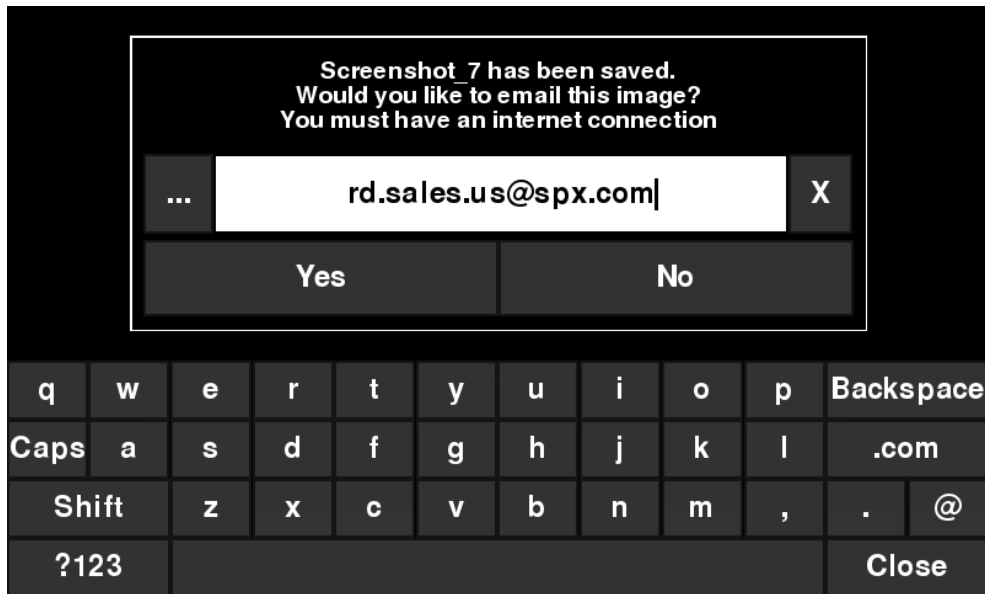 Screenshot_7 has been saved.
Would you like to email this image?
You must have an internet connection
... rd.sales.us@spx.com X
Yes No
q w e r t y u i o p Backspace
Caps a s d f g h j k l .com
Shift z x c v b n m , . @
?123 Close